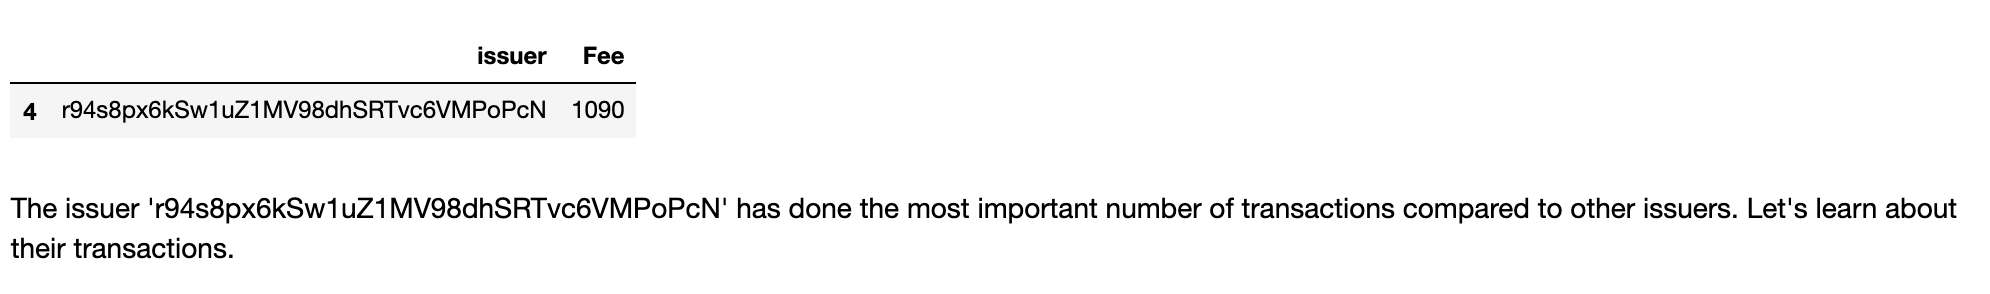 issuer Fee
4 r94s8px6kSw1uZ1MV98dhSRTvc6VMPoPcN 1090
The issuer 'r94s8px6kSw1uZ1MV98dhSRTvc6VMPoPcN' has done the most important number of transactions compared to other issuers. Let's learn about
their transactions.